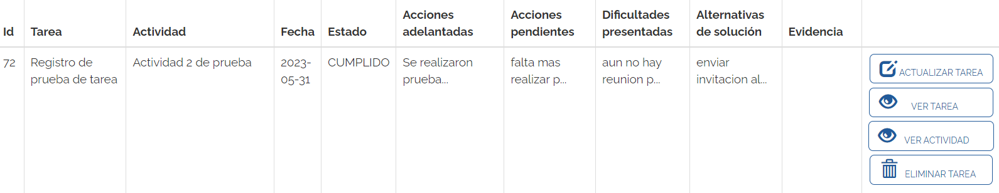 Id
Tarea
Actividad
Fecha
Estado
Acciones
adelantadas
Acciones
pendientes
Dificultades
presentadas
Alternativas
de solución
Evidencia
72
Registro de
prueba de tarea
Actividad 2 de prueba
2023-
05-31
CUMPLIDO
Se realizaron
prueba...
falta mas
realizar p...
aun no hay
reunion p...
enviar
invitacion al...
ACTUALIZAR TAREA
VER TAREA
VER ACTIVIDAD
ELIMINAR TAREA